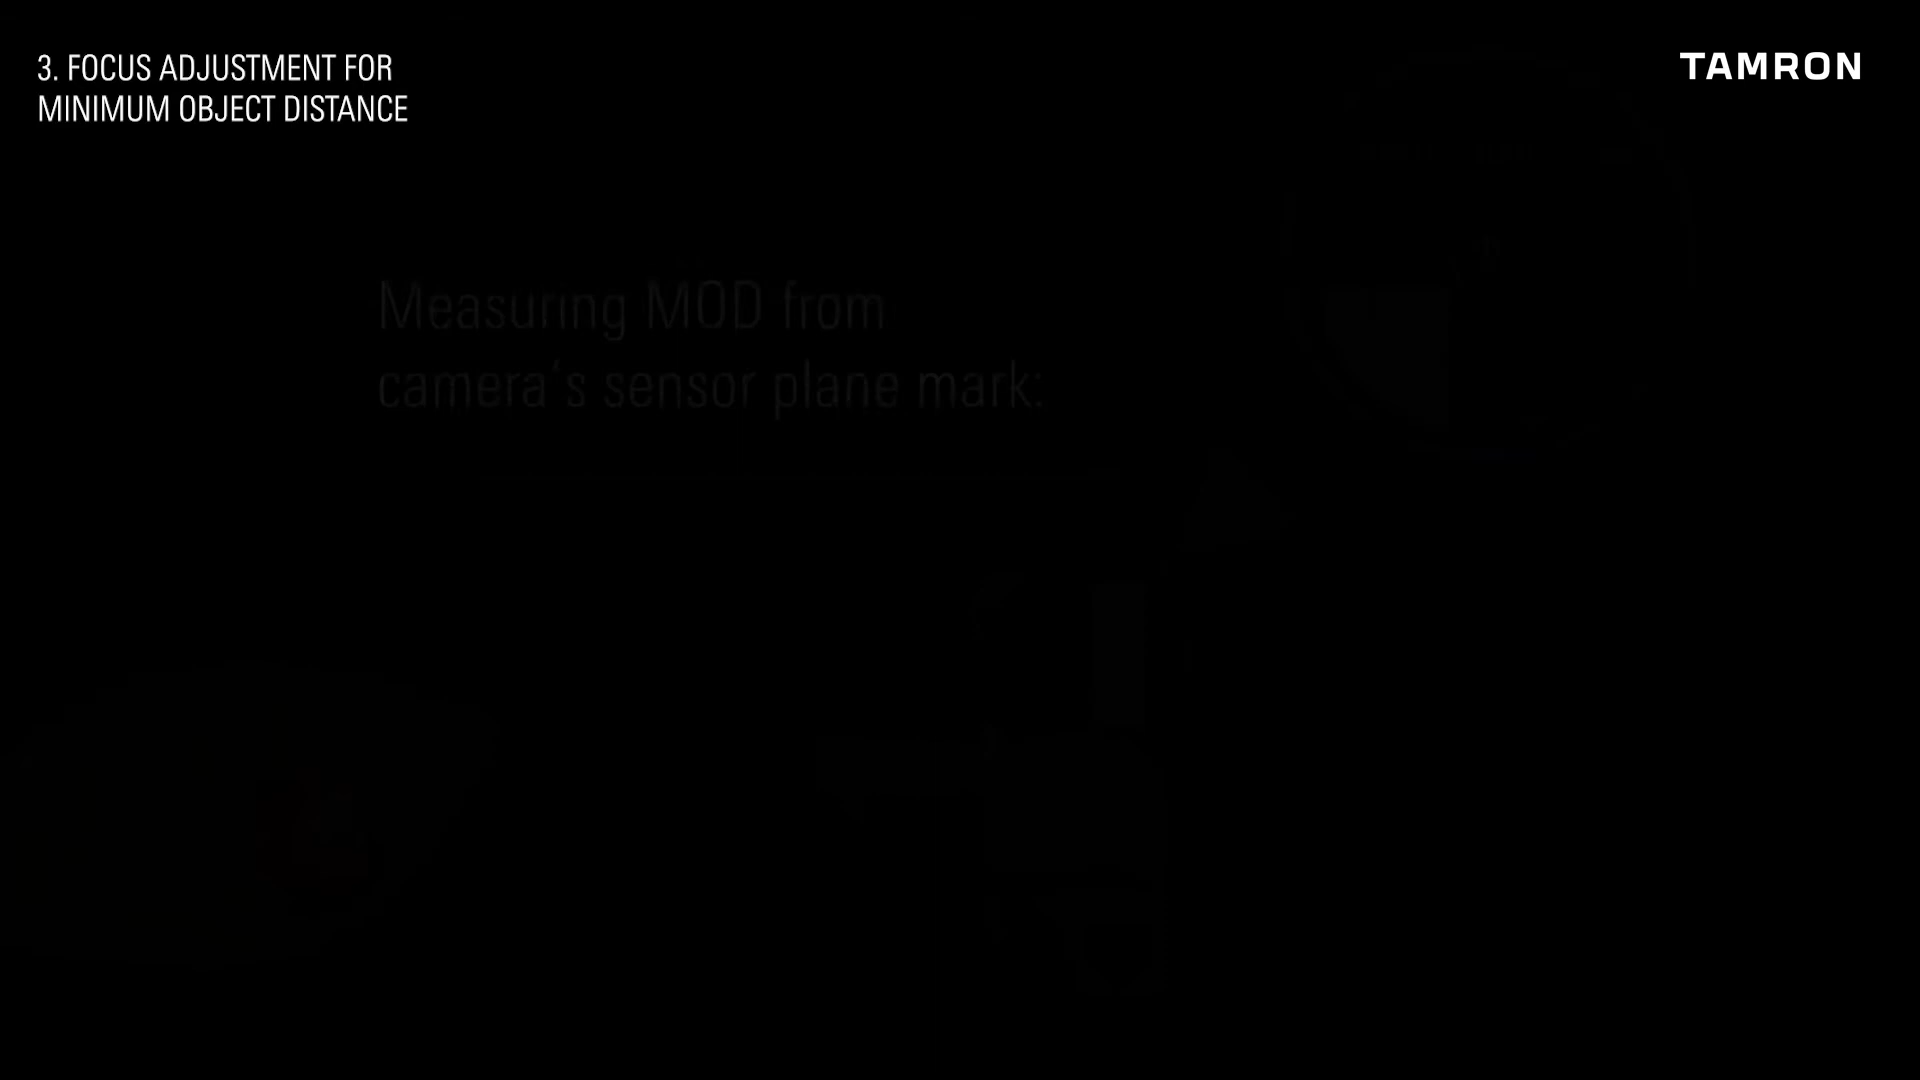 3. FOCUS ADJUSTMENT FOR
MINIMUM OBJECT DISTANCE
TAMRON
Measuring MOD from
camera's sensor plane mark: